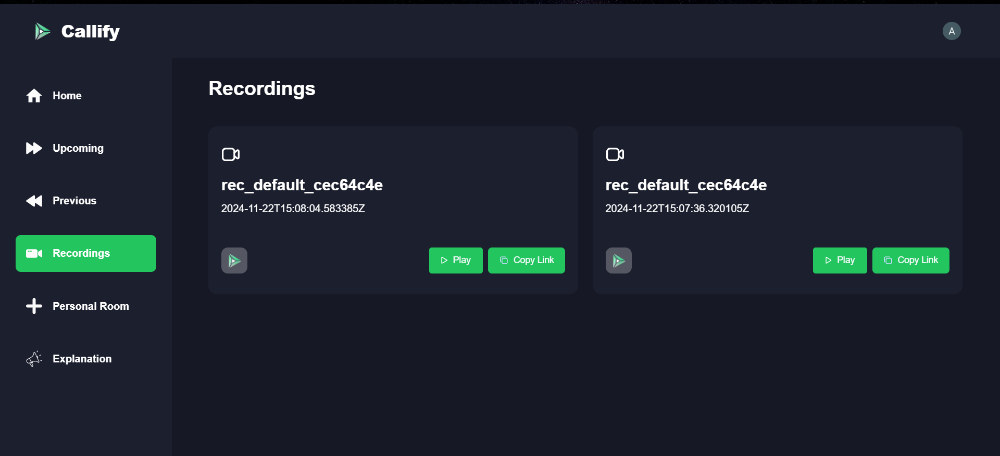 Callify
A
Home
Upcoming
Previous
Recordings
Personal Room
Explanation
Recordings
rec_default_cec64c4e
2024-11-22T15:08:04.583385Z
Play
Copy Link
rec_default_cec64c4e
2024-11-22T15:07:36.320105Z
Play
Copy Link